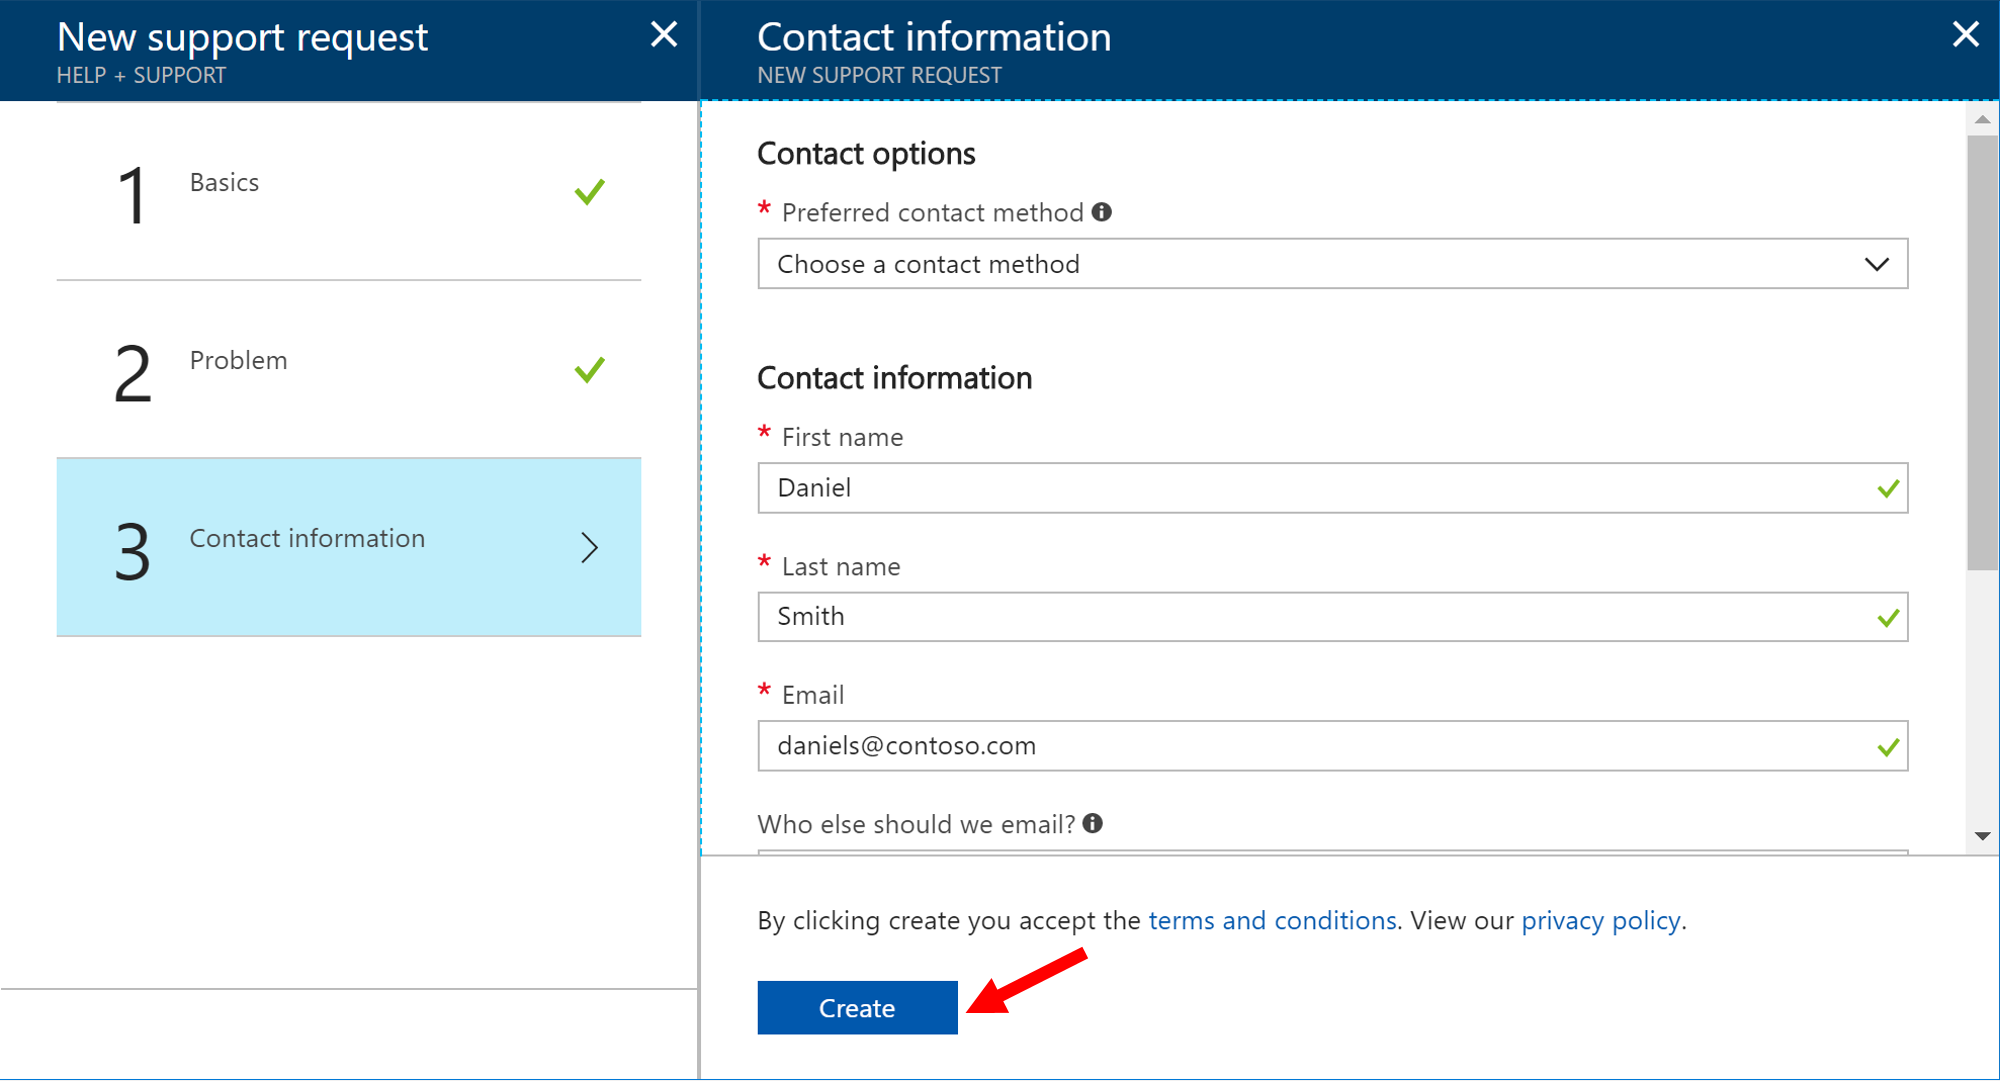 New support request
HELP + SUPPORT
1 Basics
2 Problem
3 Contact information
Contact information
NEW SUPPORT REQUEST
Contact options
* Preferred contact method
Choose a contact method
Contact information
* First name
Daniel
* Last name
Smith
* Email
daniels@contoso.com
Who else should we email?
By clicking create you accept the terms and conditions. View our privacy policy.
Create